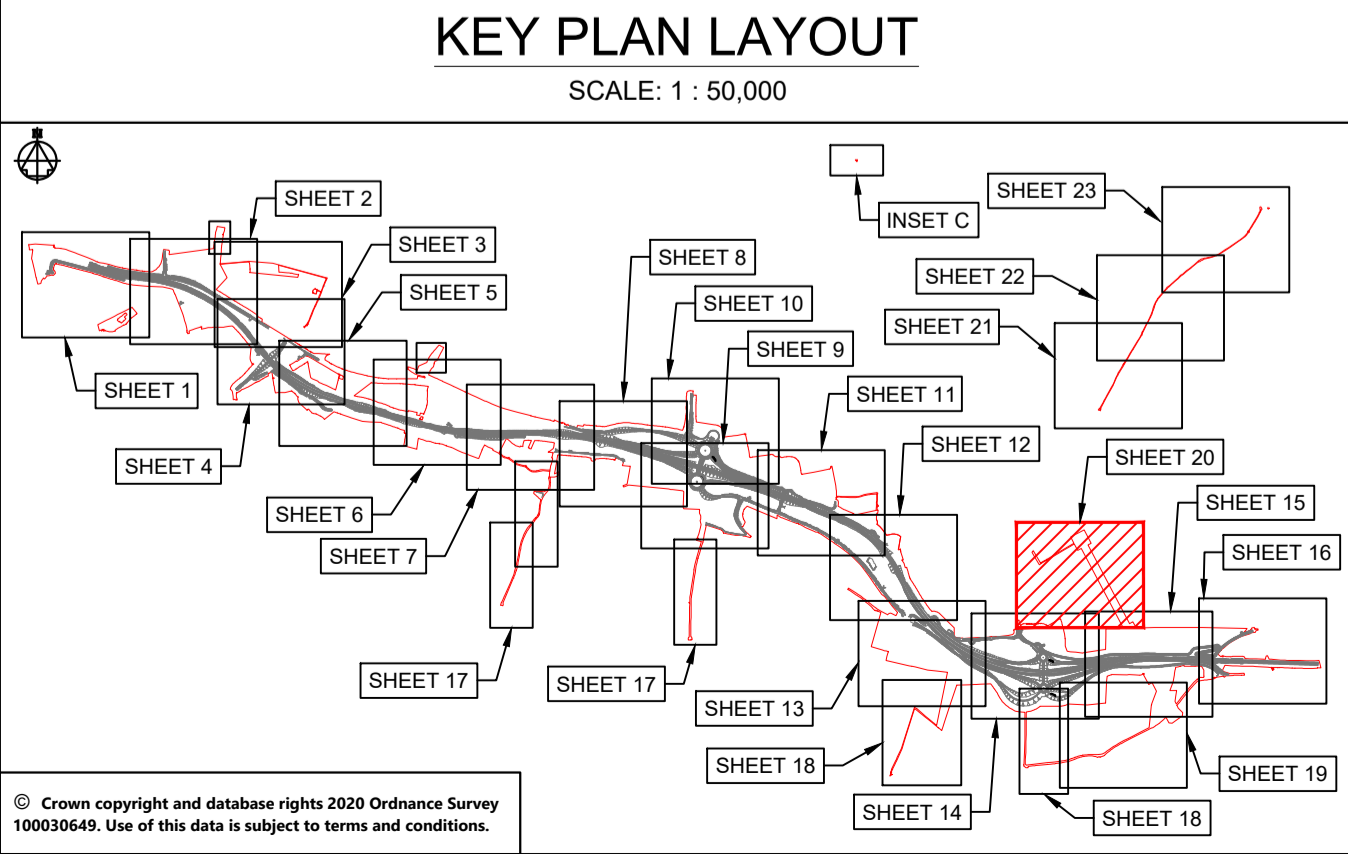 KEY PLAN LAYOUT
SCALE: 1 : 50,000
N
SHEET 2
SHEET 3
SHEET 5
SHEET 1
SHEET 4
SHEET 6
SHEET 7
SHEET 8
SHEET 10
SHEET 9
INSET C
SHEET 23
SHEET 22
SHEET 21
SHEET 11
SHEET 12
SHEET 20
SHEET 15
SHEET 16
SHEET 17
SHEET 17
SHEET 13
SHEET 18
SHEET 14
SHEET 18
SHEET 19
© Crown copyright and database rights 2020 Ordnance Survey
100030649. Use of this data is subject to terms and conditions.